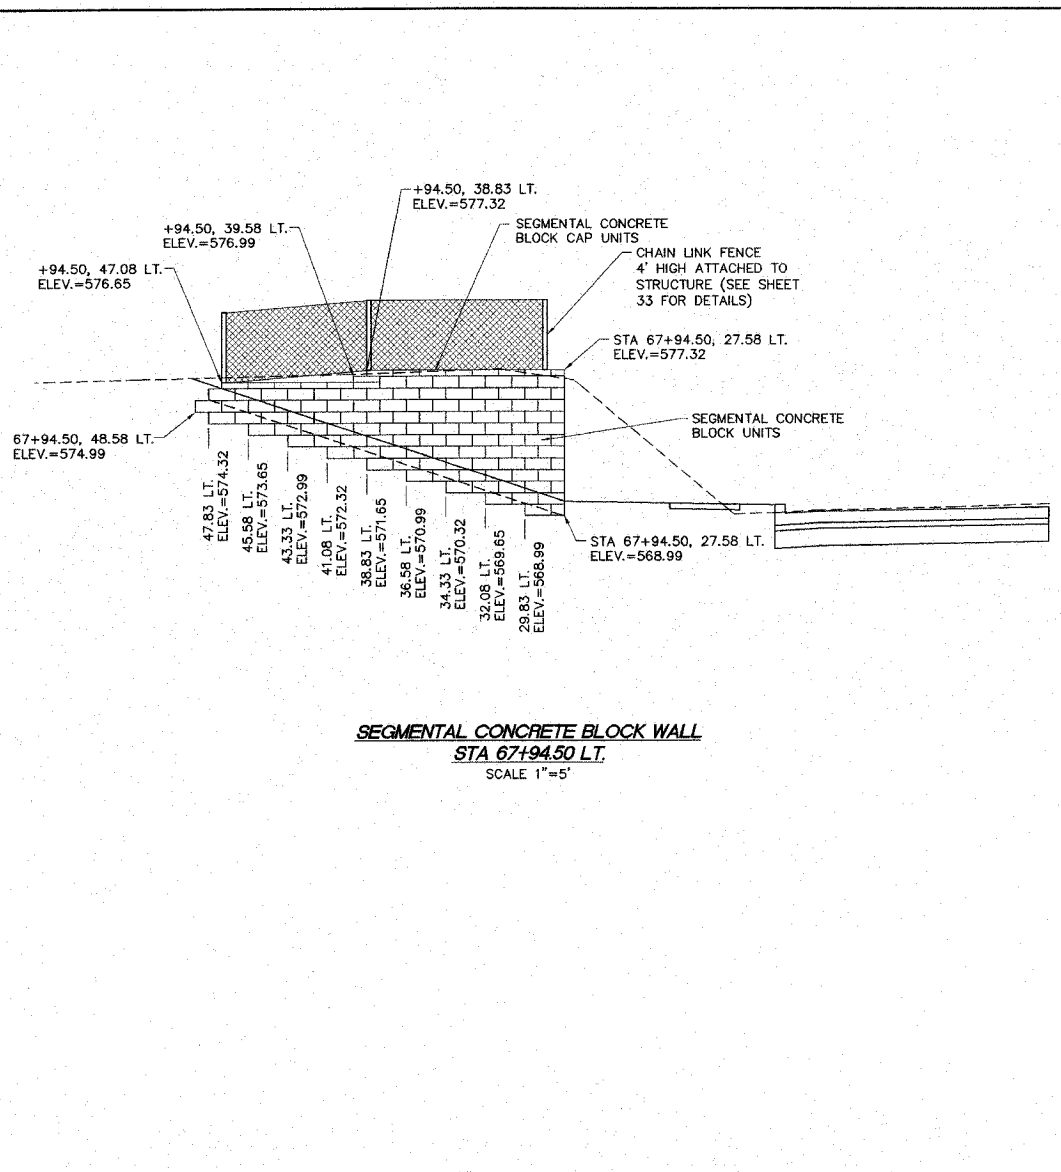 +94.50, 38.83 LT.
ELEV.=577.32
+94.50, 39.58 LT.
ELEV.=576.99
SEGMENTAL CONCRETE
BLOCK CAP UNITS
+94.50, 47.08 LT.
ELEV.=576.65
CHAIN LINK FENCE
4' HIGH ATTACHED TO
STRUCTURE (SEE SHEET
33 FOR DETAILS)
STA 67+94.50, 27.58 LT.
ELEV.=577.32
67+94.50, 48.58 LT.
ELEV.=574.99
SEGMENTAL CONCRETE
BLOCK UNITS
47.83 LT.
ELEV.=574.32
45.58 LT.
ELEV.=573.65
43.33 LT.
ELEV.=572.99
41.08 LT.
ELEV.=572.32
38.83 LT.
ELEV.=571.65
36.58 LT.
ELEV.=570.99
34.33 LT.
ELEV.=570.32
32.08 LT.
ELEV.=569.65
29.83 LT.
ELEV.=568.99
STA 67+94.50, 27.58 LT.
ELEV.=568.99
SEGMENTAL CONCRETE BLOCK WALL
STA 67+94.50 LT.
SCALE 1"=5'